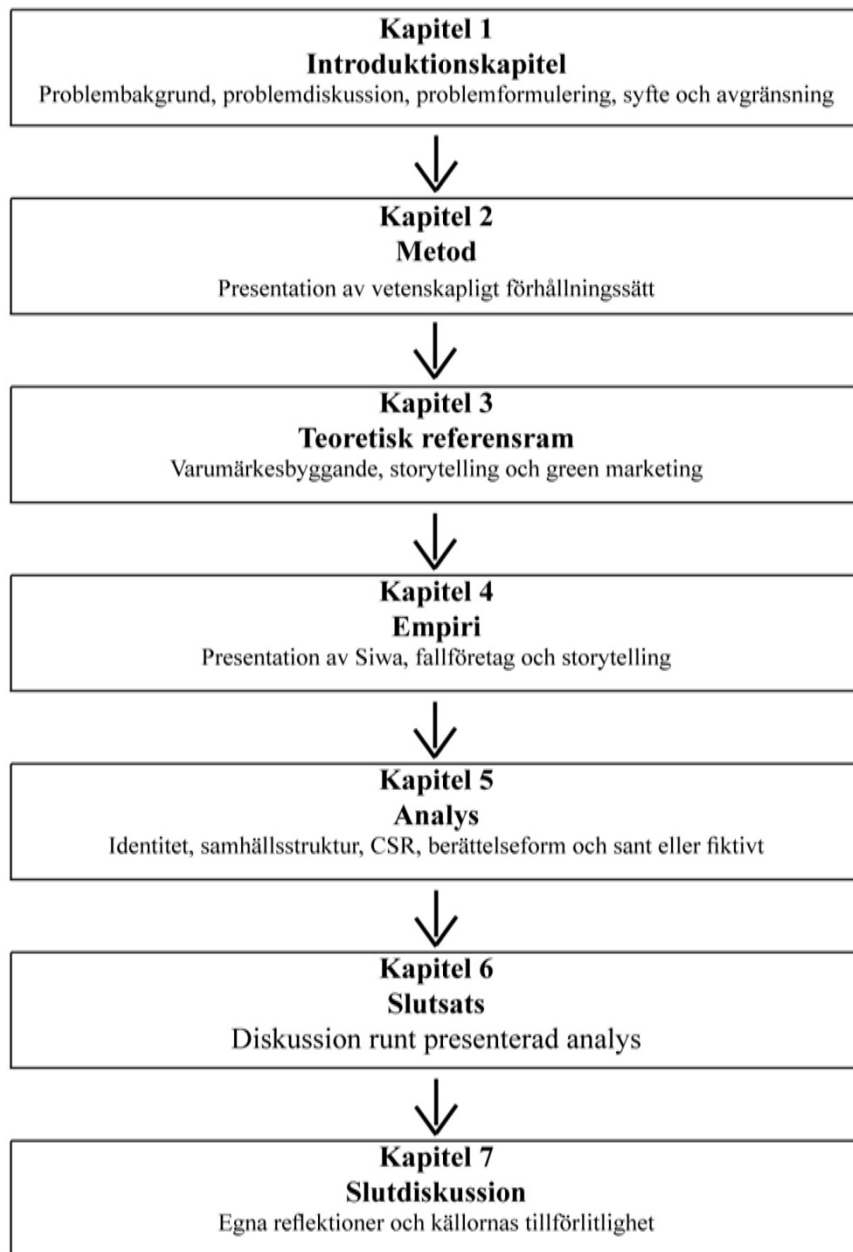 Kapitel 1
Introduktionskapitel
Problembakgrund, problemdiskussion, problemformulering, syfte och avgränsning
Kapitel 2
Metod
Presentation av vetenskapligt förhållningssätt
Kapitel 3
Teoretisk referensram
Varumärkesbyggande, storytelling och green marketing
Kapitel 4
Empiri
Presentation av Siwa, fallföretag och storytelling
Kapitel 5
Analys
Identitet, samhällsstruktur, CSR, berättelseform och sant eller fiktivt
Kapitel 6
Slutsats
Diskussion runt presenterad analys
Kapitel 7
Slutdiskussion
Egna reflektioner och källornas tillförlitlighet